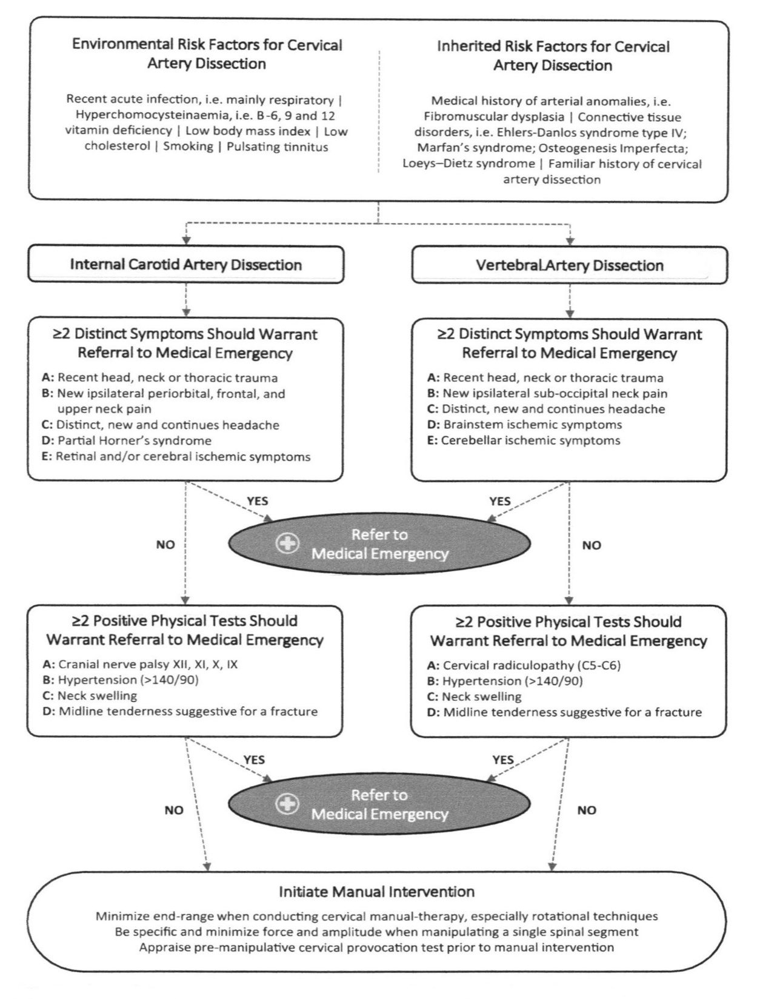 Environmental Risk Factors for Cervical
Artery Dissection
Recent acute infection, i.e. mainly respiratory |
Hyperchomocysteinaemia, i.e. B-6, 9 and 12
vitamin deficiency | Low body mass index | Low
cholesterol | Smoking | Pulsating tinnitus
Inherited Risk Factors for Cervical
Artery Dissection
Medical history of arterial anomalies, i.e.
Fibromuscular dysplasia | Connective tissue
disorders, i.e. Ehlers-Danlos syndrome type IV;
Marfan's syndrome; Osteogenesis Imperfecta;
Loeys–Dietz syndrome | Familiar history of cervical
artery dissection
Internal Carotid Artery Dissection
Vertebral Artery Dissection
≥2 Distinct Symptoms Should Warrant
Referral to Medical Emergency
A: Recent head, neck or thoracic trauma
B: New ipsilateral periorbital, frontal, and
upper neck pain
C: Distinct, new and continues headache
D: Partial Horner's syndrome
E: Retinal and/or cerebral ischemic symptoms
≥2 Distinct Symptoms Should Warrant
Referral to Medical Emergency
A: Recent head, neck or thoracic trauma
B: New ipsilateral sub-occipital neck pain
C: Distinct, new and continues headache
D: Brainstem ischemic symptoms
E: Cerebellar ischemic symptoms
YES
YES
NO
Refer to
Medical Emergency
NO
≥2 Positive Physical Tests Should
Warrant Referral to Medical Emergency
A: Cranial nerve palsy XII, XI, X, IX
B: Hypertension (>140/90)
C: Neck swelling
D: Midline tenderness suggestive for a fracture
≥2 Positive Physical Tests Should
Warrant Referral to Medical Emergency
A: Cervical radiculopathy (C5-C6)
B: Hypertension (>140/90)
C: Neck swelling
D: Midline tenderness suggestive for a fracture
YES
YES
NO
Refer to
Medical Emergency
NO
Initiate Manual Intervention
Minimize end-range when conducting cervical manual-therapy, especially rotational techniques
Be specific and minimize force and amplitude when manipulating a single spinal segment
Appraise pre-manipulative cervical provocation test prior to manual intervention